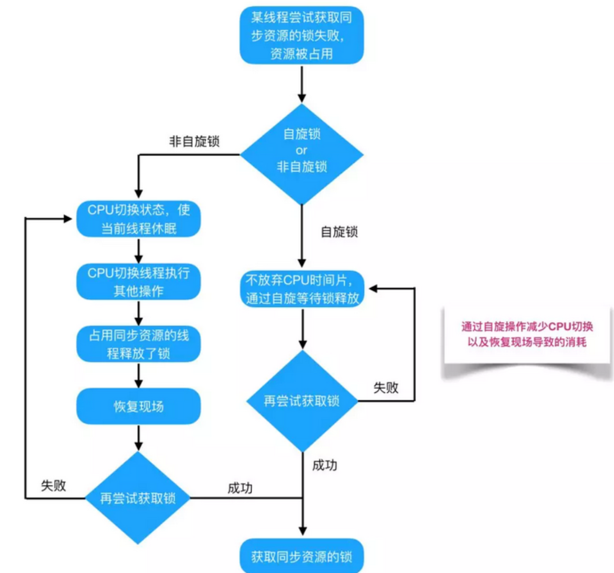 某线程尝试获取同
步资源的锁失败，
资源被占用
自旋锁
or
非自旋锁
非自旋锁
自旋锁
CPU切换状态，使
当前线程休眠
CPU切换线程执行
其他操作
占用同步资源的线
程释放了锁
恢复现场
再尝试获取锁
失败
成功
不放弃CPU时间片，
通过自旋等待锁释放
再尝试获取锁
失败
成功
获取同步资源的锁
通过自旋操作减少CPU切换
以及恢复现场导致的消耗